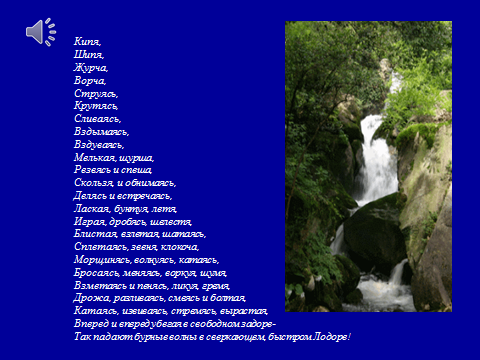 Кипя,
Шипя,
Журча,
Ворча,
Струясь,
Крутясь,
Сливаясь,
Вздымаясь,
Вздуваясь,
Мелькая, шурша,
Резвясь и спеша,
Скользя, и обнимаясь,
Делясь и встречаясь,
Лаская, бунтуя, летя,
Играя, дробясь, шелестя,
Блистая, взлетая, шатаясь,
Сплетаясь, звеня, клокоча,
Морщинясь, волнуясь, катаясь,
Бросаясь, меняясь, воркуя, шумя,
Взметаясь и пенясь, ликуя, гремя,
Дрожа, разливаясь, смеясь и болтая,
Катаясь, извиваясь, стремясь, вырастая,
Вперед и вперед убегая в свободном задоре-
Так падают бурные волны в сверкающем, быстром Лодоре!